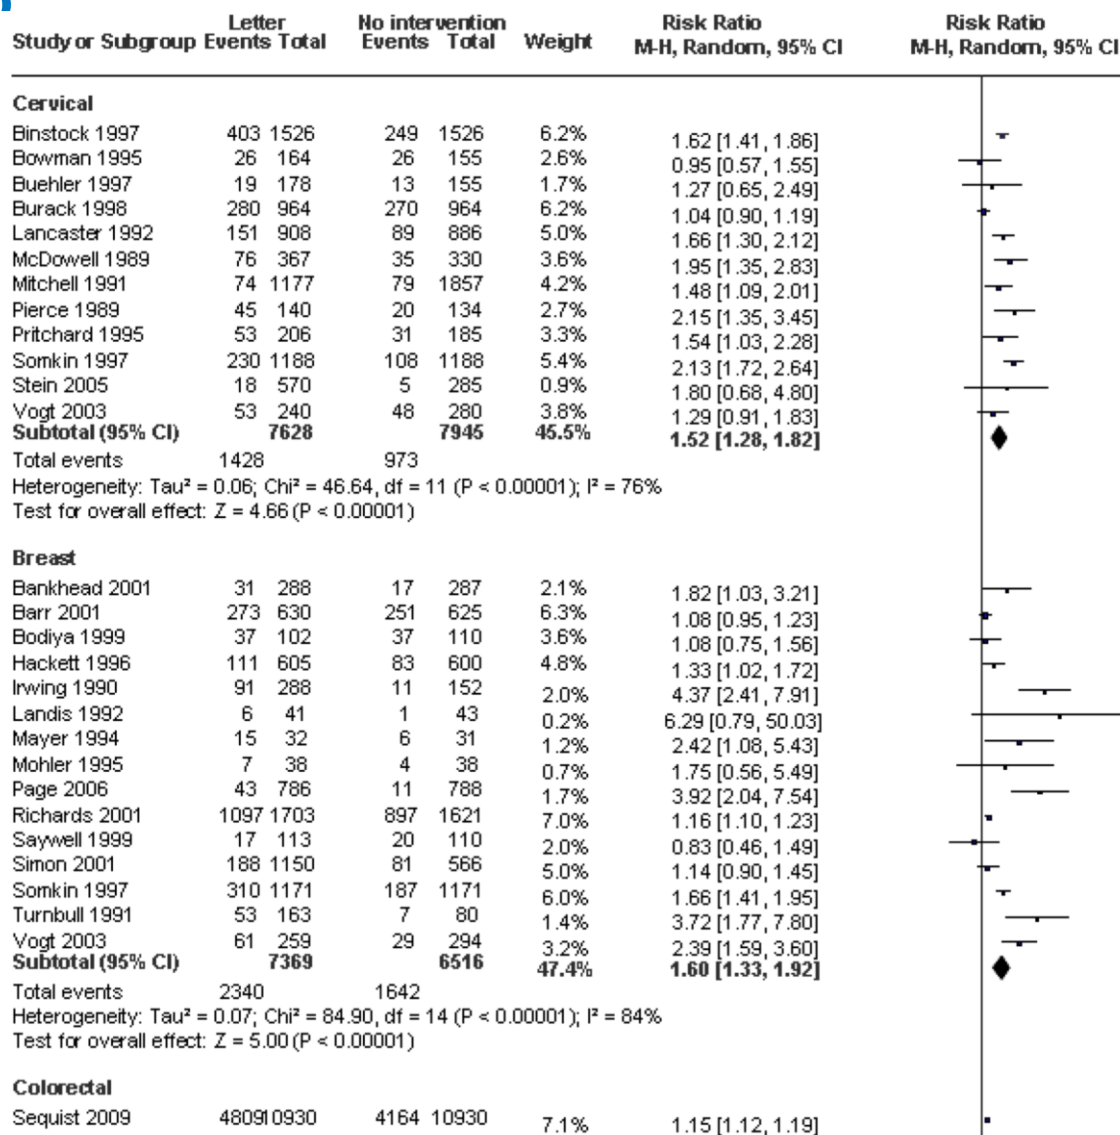 Letter No intervention Risk Ratio Risk Ratio
Study or Subgroup Events Total Events Total Weight M-H, Random, 95% CI M-H, Random, 95% CI
Cervical
Binstock 1997 403 1526 249 1526 6.2% 1.62 [1.41, 1.86]
Bowman 1995 26 164 26 155 2.6% 0.95 [0.57, 1.55]
Buehler 1997 19 178 13 155 1.7% 1.27 [0.65, 2.49]
Burack 1998 280 964 270 964 6.2% 1.04 [0.90, 1.19]
Lancaster 1992 151 908 89 886 5.0% 1.66 [1.30, 2.12]
McDowell 1989 76 367 35 330 3.6% 1.95 [1.35, 2.83]
Mitchell 1991 74 1177 79 1857 4.2% 1.48 [1.09, 2.01]
Pierce 1989 45 140 20 134 2.7% 2.15 [1.35, 3.45]
Pritchard 1995 53 206 31 185 3.3% 1.54 [1.03, 2.28]
Somkin 1997 230 1188 108 1188 5.4% 2.13 [1.72, 2.64]
Stein 2005 18 570 5 285 0.9% 1.80 [0.68, 4.80]
Vogt 2003 53 240 48 280 3.8% 1.29 [0.91, 1.83]
Subtotal (95% CI) 7628 7945 45.5% 1.52 [1.28, 1.82]
Total events 1428 973
Heterogeneity: Tau² = 0.06; Chi² = 46.64, df = 11 (P < 0.00001); I² = 76%
Test for overall effect: Z = 4.66 (P < 0.00001)
Breast
Bankhead 2001 31 288 17 287 2.1% 1.82 [1.03, 3.21]
Barr 2001 273 630 251 625 6.3% 1.08 [0.95, 1.23]
Bodiya 1999 37 102 37 110 3.6% 1.08 [0.75, 1.56]
Hackett 1996 111 605 83 600 4.8% 1.33 [1.02, 1.72]
Irwing 1990 91 288 11 152 2.0% 4.37 [2.41, 7.91]
Landis 1992 6 41 1 43 0.2% 6.29 [0.79, 50.03]
Mayer 1994 15 32 6 31 1.2% 2.42 [1.08, 5.43]
Mohler 1995 7 38 4 38 0.7% 1.75 [0.56, 5.49]
Page 2006 43 786 11 788 1.7% 3.92 [2.04, 7.54]
Richards 2001 1097 1703 897 1621 7.0% 1.16 [1.10, 1.23]
Saywell 1999 17 113 20 110 2.0% 0.83 [0.46, 1.49]
Simon 2001 188 1150 81 566 5.0% 1.14 [0.90, 1.45]
Somkin 1997 310 1171 187 1171 6.0% 1.66 [1.41, 1.95]
Turnbull 1991 53 163 7 80 1.4% 3.72 [1.77, 7.80]
Vogt 2003 61 259 29 294 3.2% 2.39 [1.59, 3.60]
Subtotal (95% CI) 7369 6516 47.4% 1.60 [1.33, 1.92]
Total events 2340 1642
Heterogeneity: Tau² = 0.07; Chi² = 84.90, df = 14 (P < 0.00001); I² = 84%
Test for overall effect: Z = 5.00 (P < 0.00001)
Colorectal
Sequist 2009 4809 10930 4164 10930 7.1% 1.15 [1.12, 1.19]